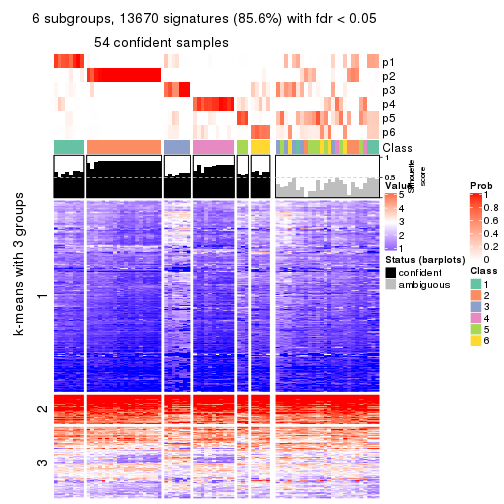 6 subgroups, 13670 signatures (85.6%) with fdr < 0.05
54 confident samples
p1
p2
p3
p4
p5
p6
Class
1
0.5
0
Silhouette
score
k-means with 3 groups
1
2
3
Value
5
4
3
2
1
Status (barplots)
confident
ambiguous
Prob
1
0.8
0.6
0.4
0.2
0
Class
1
2
3
4
5
6